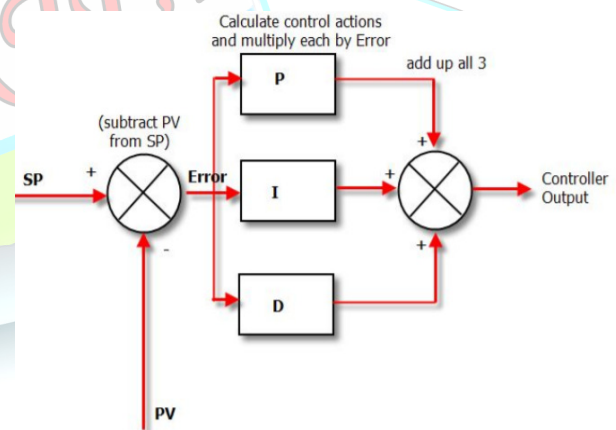 Calculate control actions
and multiply each by Error
P
add up all 3
(subtract PV
from SP)
+
SP
+
Error
+
I
Controller
Output
-
+
D
PV